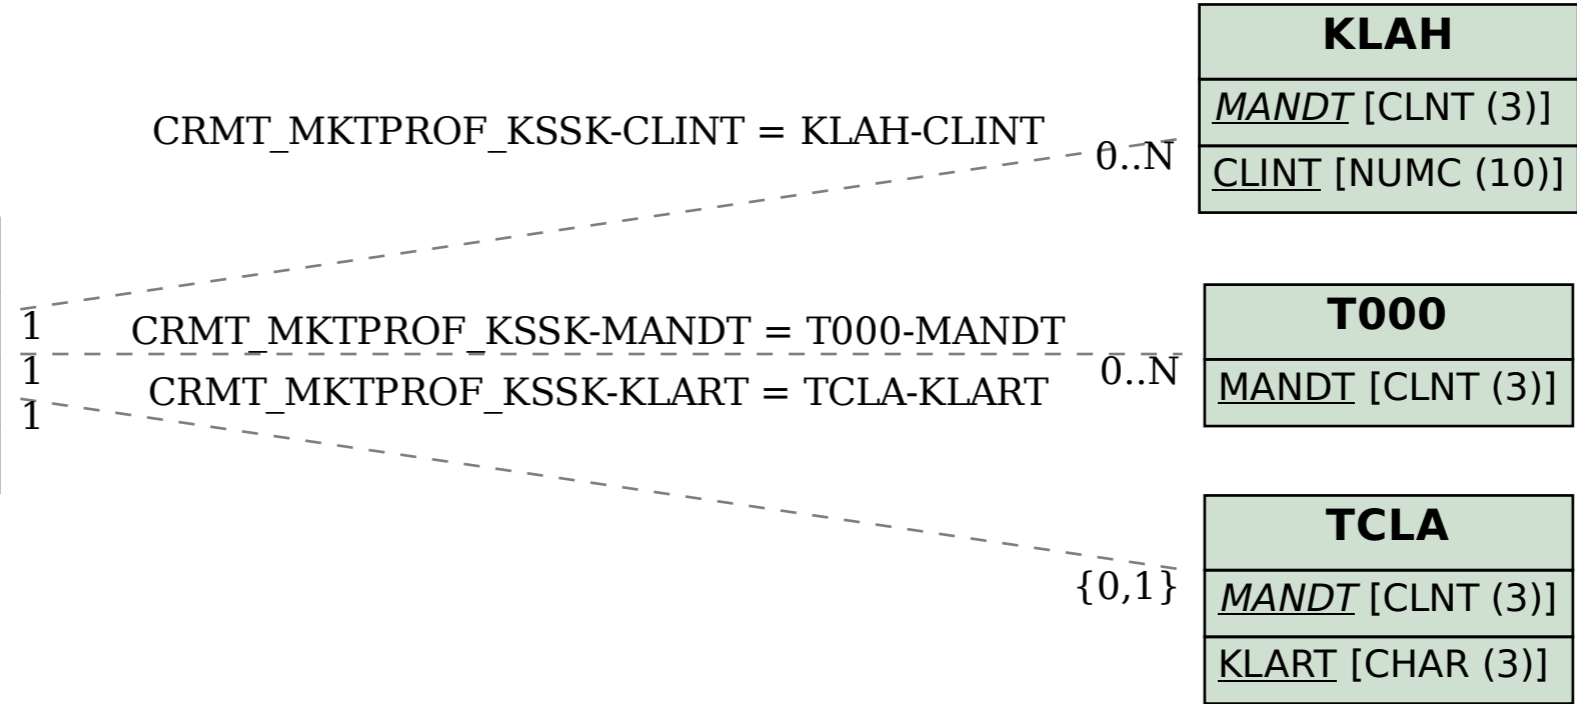 KLAH
MANDT [CLNT (3)]
CLINT [NUMC (10)]
CRMT_MKTPROF_KSSK-CLINT = KLAH-CLINT
0..N
1
CRMT_MKTPROF_KSSK-MANDT = T000-MANDT
0..N
1
T000
MANDT [CLNT (3)]
CRMT_MKTPROF_KSSK-KLART = TCLA-KLART
1
{0,1}
TCLA
MANDT [CLNT (3)]
KLART [CHAR (3)]